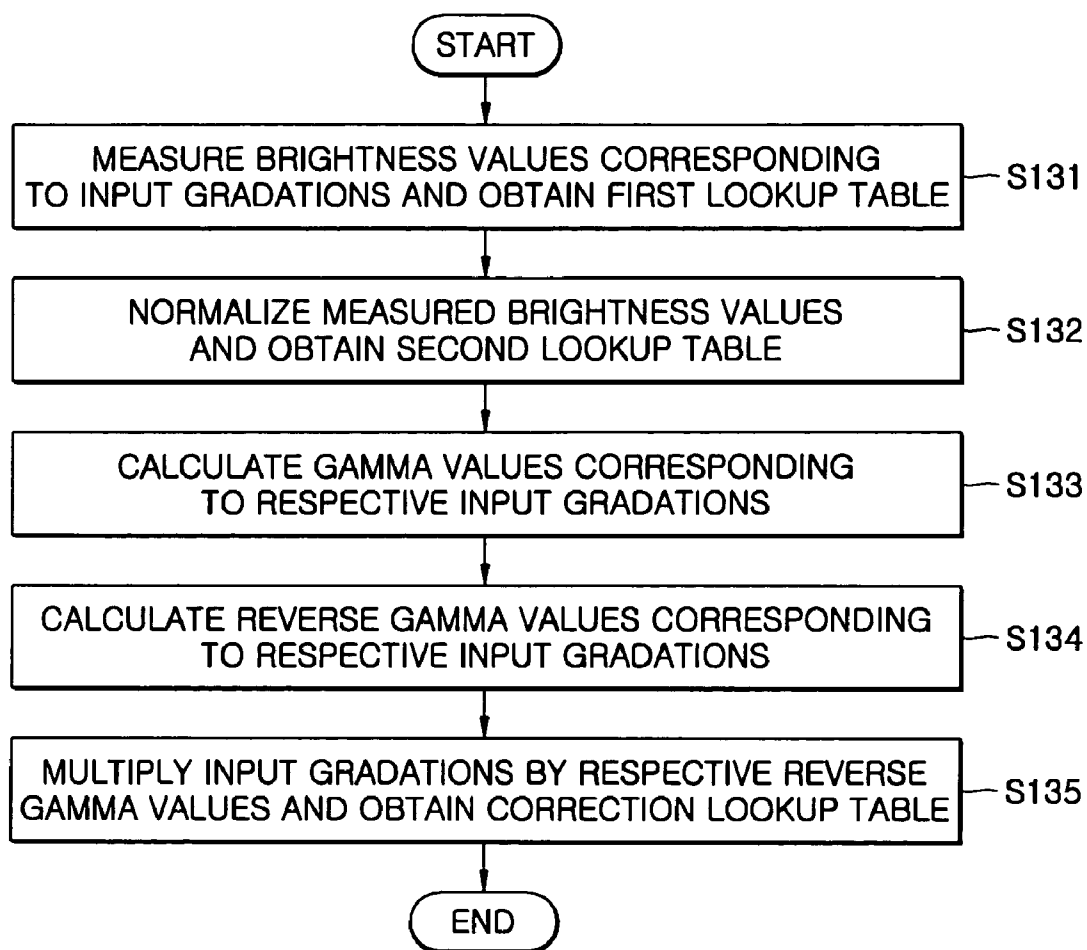 START
MEASURE BRIGHTNESS VALUES CORRESPONDING
TO INPUT GRADATIONS AND OBTAIN FIRST LOOKUP TABLE
S131
NORMALIZE MEASURED BRIGHTNESS VALUES
AND OBTAIN SECOND LOOKUP TABLE
S132
CALCULATE GAMMA VALUES CORRESPONDING
TO RESPECTIVE INPUT GRADATIONS
S133
CALCULATE REVERSE GAMMA VALUES CORRESPONDING
TO RESPECTIVE INPUT GRADATIONS
S134
MULTIPLY INPUT GRADATIONS BY RESPECTIVE REVERSE
GAMMA VALUES AND OBTAIN CORRECTION LOOKUP TABLE
S135
END